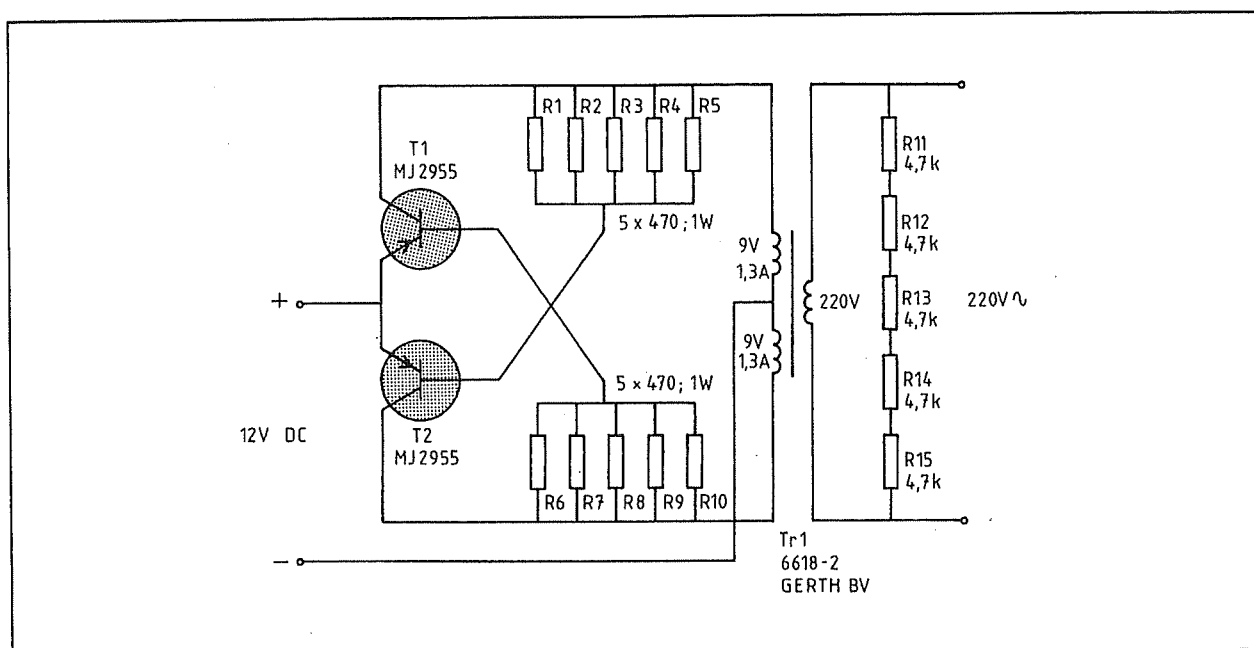 R1 R2 R3 R4 R5
T1
MJ2955
5 x 470; 1W
9V
1,3A
220V
+
9V
1,3A
5 x 470; 1W
12V DC
T2
MJ2955
R6 R7 R8 R9 R10
−
R11
4,7k
R12
4,7k
R13
4,7k
220V∿
R14
4,7k
R15
4,7k
Tr1
6618-2
GERTH BV